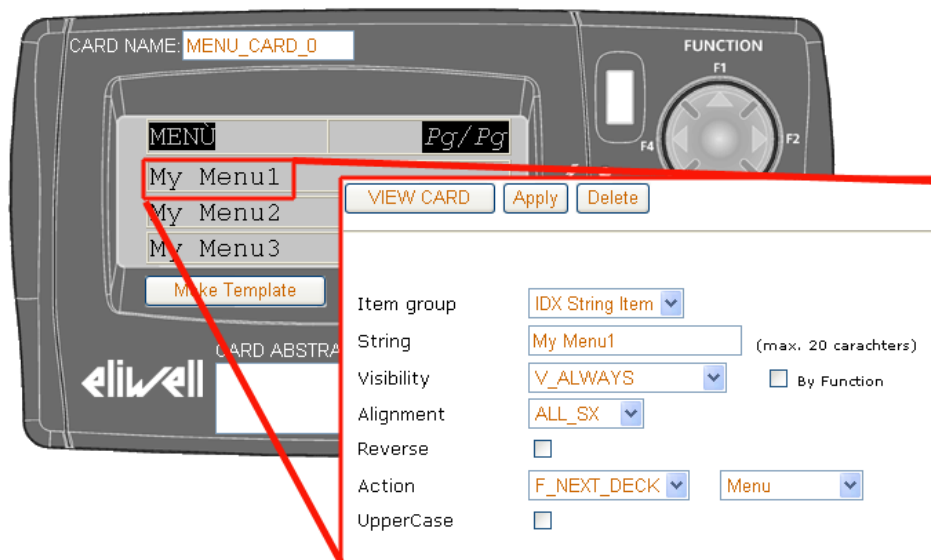 CARD NAME: MENU_CARD_0
FUNCTION
F1
F2
F4
MENÙ Pg/Pg
My Menu1
My Menu2
My Menu3
Make Template
CARD ABSTRA
eliwell
VIEW CARD Apply Delete
Item group IDX String Item
String My Menu1 (max. 20 carachters)
Visibility V_ALWAYS By Function
Alignment ALL_SX
Reverse
Action F_NEXT_DECK Menu
UpperCase